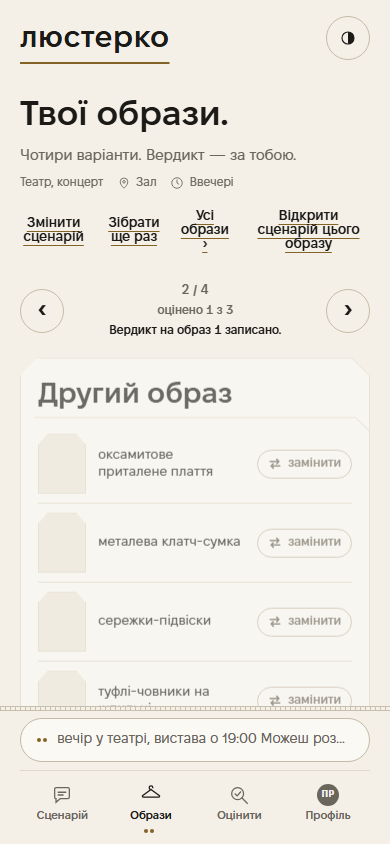 люстерко
Твої образи.
Чотири варіанти. Вердикт — за тобою.
Театр, концерт Зал Ввечері
Змінити
сценарій
Зібрати
ще раз
Усі
образи
›
Відкрити
сценарій цього
образу
2 / 4
оцінено 1 з 3
Вердикт на образ 1 записано.
‹ ›
Другий образ
оксамитове
приталене плаття
замінити
металева клатч-сумка
замінити
сережки-підвіски
замінити
туфлі-човники на
замінити
вечір у театрі, вистава о 19:00 Можеш роз...
Сценарій
Образи
Оцінити
ПР
Профіль